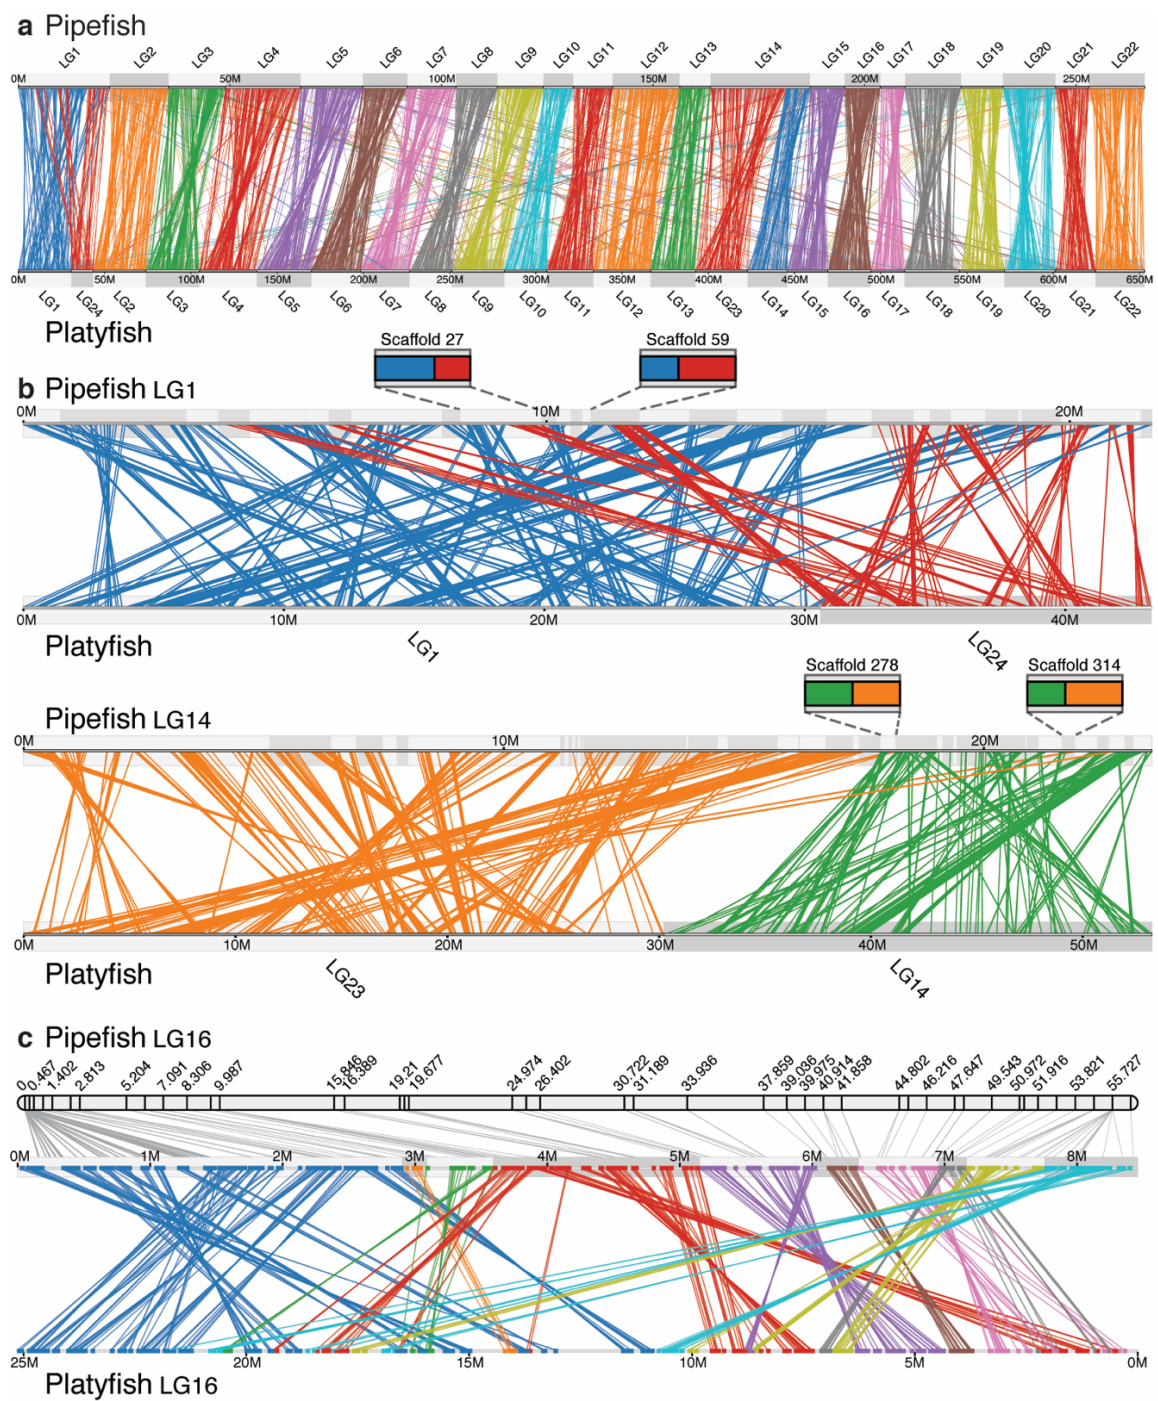 a Pipefish
LG1 LG2 LG3 LG4 LG5 LG6 LG7 LG8 LG9 LG10 LG11 LG12 LG13 LG14 LG15 LG16 LG17 LG18 LG19 LG20 LG21 LG22
0M 50M 100M 150M 200M 250M
0M 50M 100M 150M 200M 250M 300M 350M 400M 450M 500M 550M 600M 650M
LG1 LG24 LG2 LG3 LG4 LG5 LG6 LG7 LG8 LG9 LG10 LG11 LG12 LG13 LG23 LG14 LG15 LG16 LG17 LG18 LG19 LG20 LG21 LG22
Platyfish
Scaffold 27 Scaffold 59
b Pipefish LG1
0M 10M 20M
0M 10M 20M 30M 40M
Platyfish LG1 LG24
Scaffold 278 Scaffold 314
Pipefish LG14
0M 10M 20M
0M 10M 20M 30M 40M 50M
Platyfish LG23 LG14
c Pipefish LG16
0 0.467 1.402 2.813 5.204 7.091 8.306 9.987 15.846 16.389 19.21 19.677 24.974 26.402 30.722 31.189 33.936 37.859 39.036 39.975 40.914 41.858 44.802 46.216 47.647 49.543 50.972 51.916 53.821 55.727
0M 1M 2M 3M 4M 5M 6M 7M 8M
25M 20M 15M 10M 5M 0M
Platyfish LG16